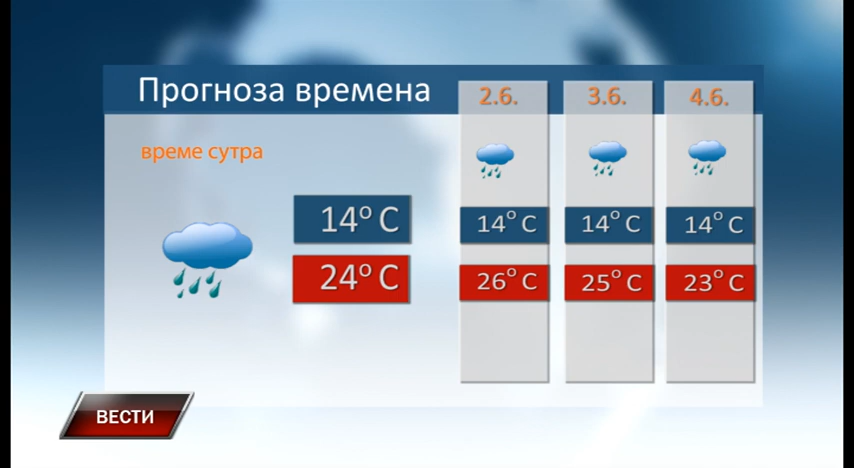 Прогноза времена
време сутра
14° C
24° C
2.6.
14° C
26° C
3.6.
14° C
25° C
4.6.
14° C
23° C
ВЕСТИ